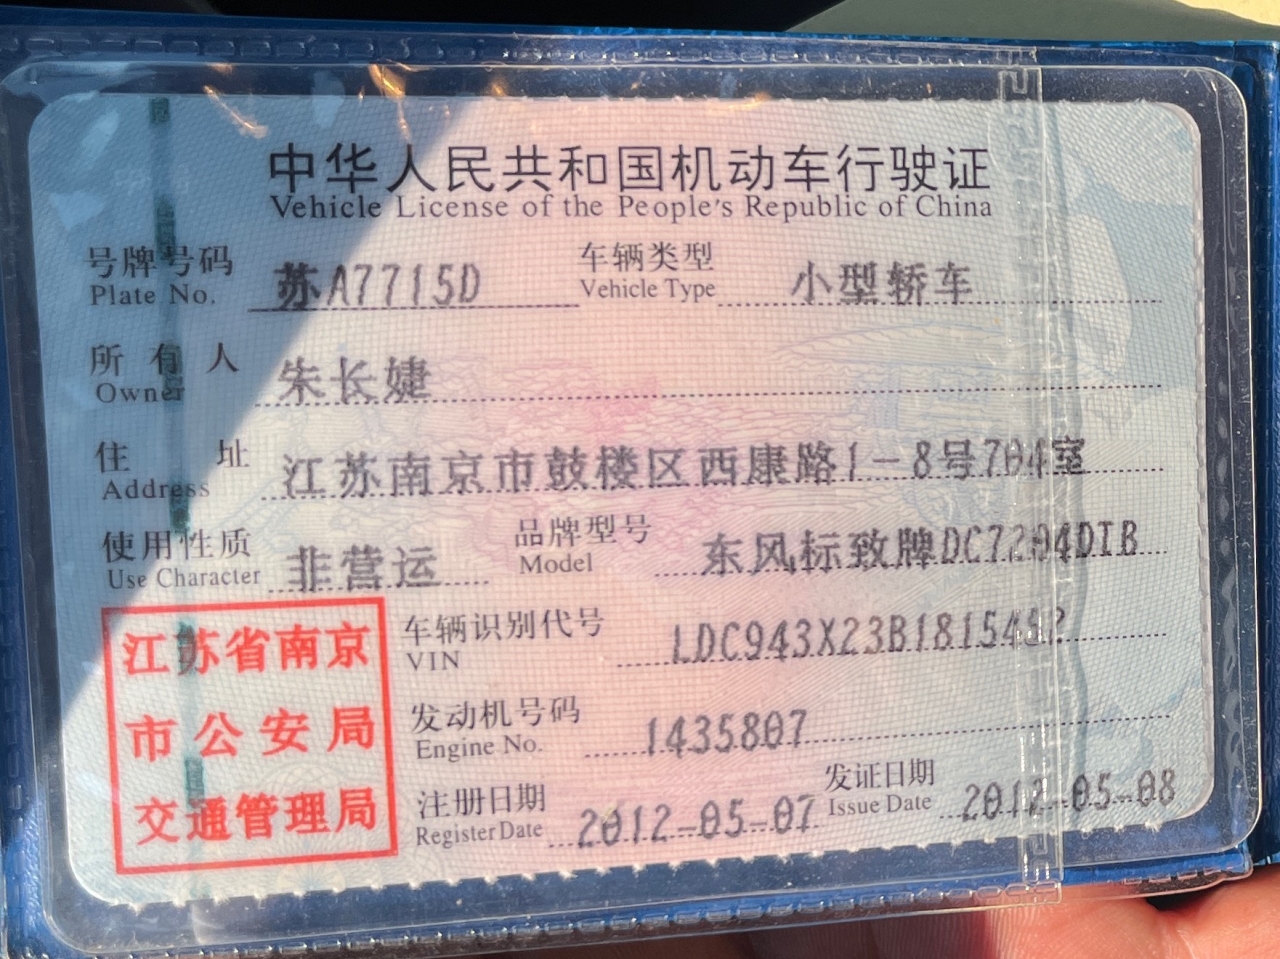 中华人民共和国机动车行驶证
Vehicle License of the People's Republic of China
号牌号码 苏A7715D 车辆类型 小型轿车
Plate No. Vehicle Type
所有人 朱长婕
Owner
住址 江苏南京市鼓楼区西康路1-8号704室
Address
使用性质 非营运 品牌型号 东风标致牌DC7204DTB
Use Character Model
江苏省南京
市公安局
交通管理局
车辆识别代号 LDC943X23B1815452
VIN
发动机号码 1435807
Engine No.
注册日期 2012-05-07 发证日期 2012-05-08
Register Date Issue Date